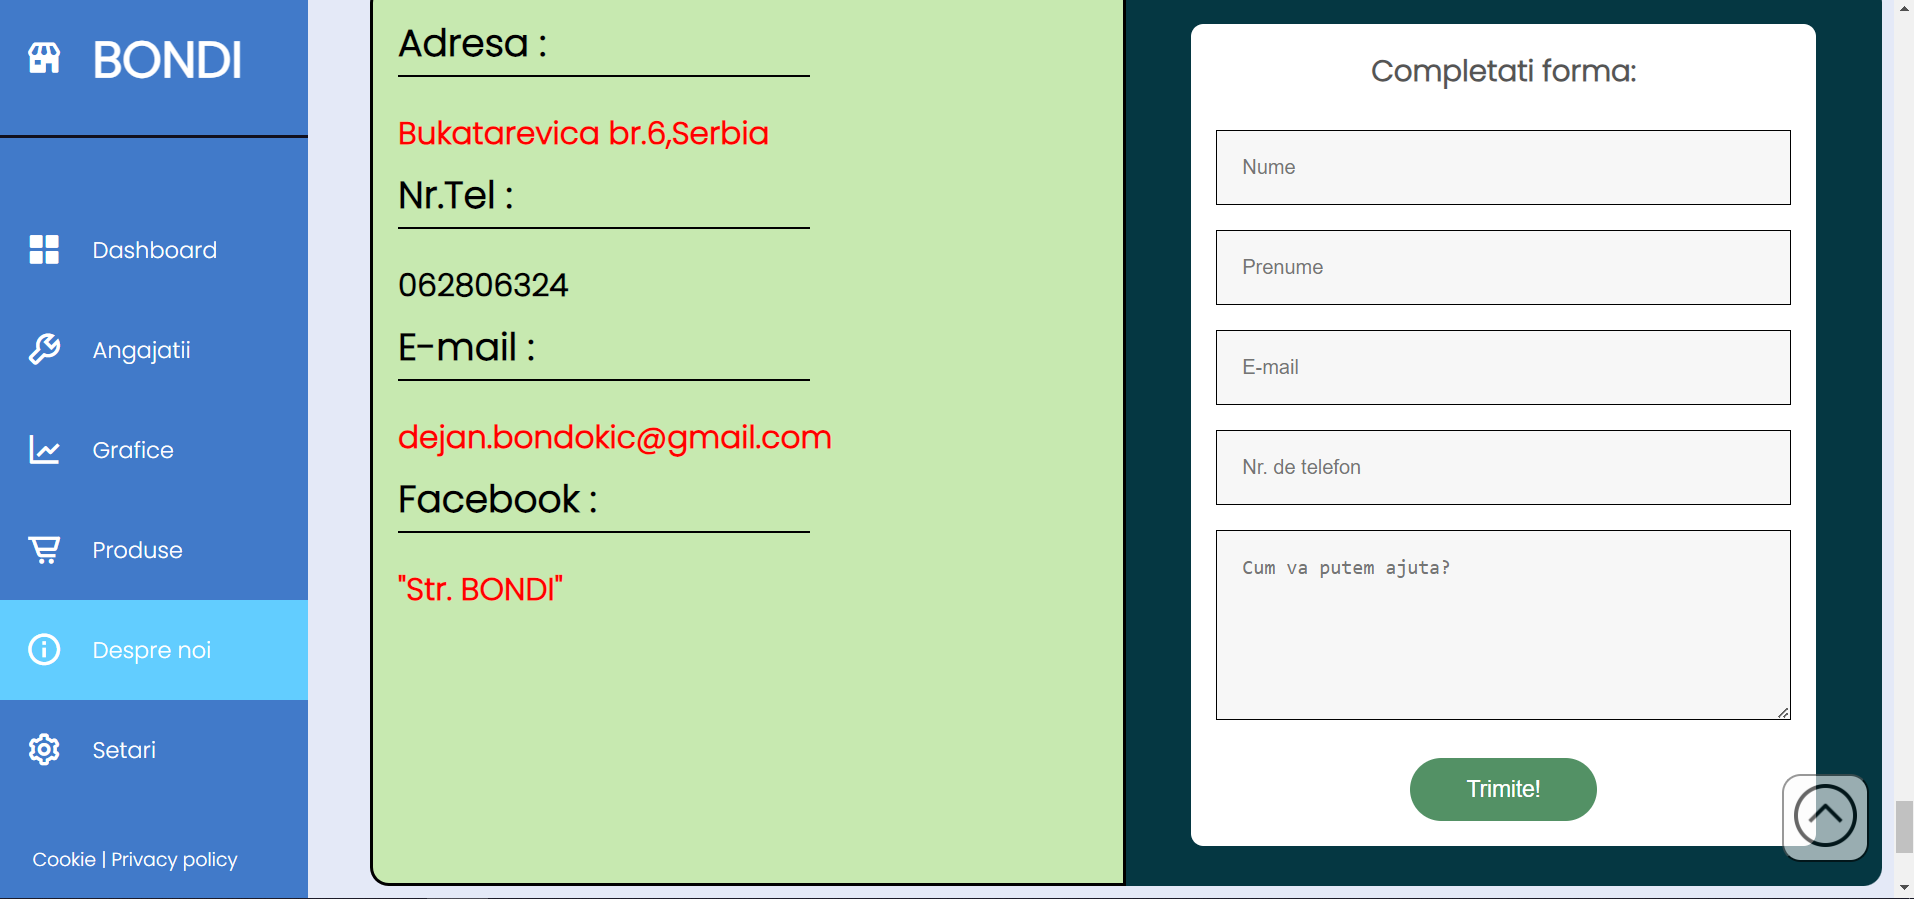 BONDI
Dashboard
Angajatii
Grafice
Produse
Despre noi
Setari
Cookie | Privacy policy
Adresa :
Bukatarevica br.6,Serbia
Nr.Tel :
062806324
E-mail :
dejan.bondokic@gmail.com
Facebook :
"Str. BONDI"
Completati forma:
Nume
Prenume
E-mail
Nr. de telefon
Cum va putem ajuta?
Trimite!